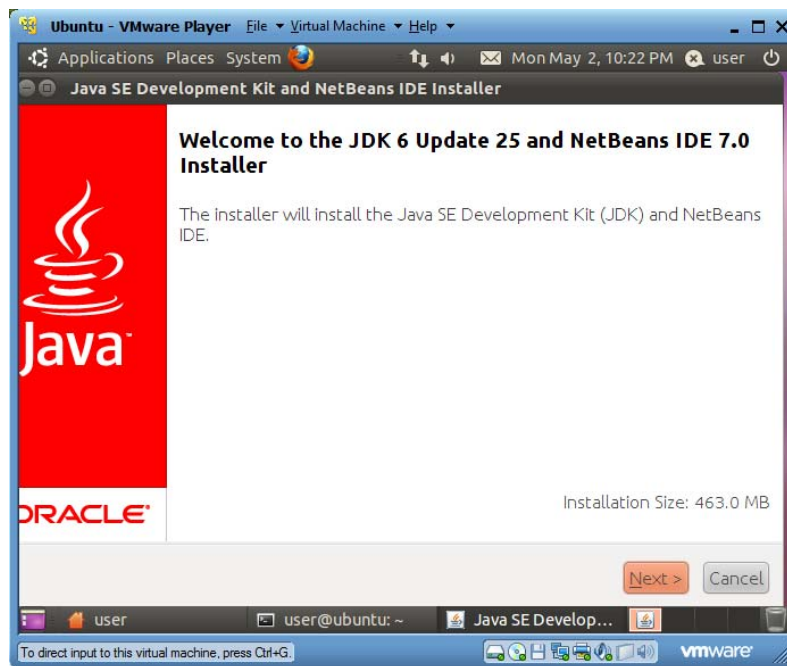 Ubuntu - VMware Player File Virtual Machine Help
Applications Places System Mon May 2, 10:22 PM user
Java SE Development Kit and NetBeans IDE Installer
Welcome to the JDK 6 Update 25 and NetBeans IDE 7.0
Installer
The installer will install the Java SE Development Kit (JDK) and NetBeans
IDE.
Java
ORACLE
Installation Size: 463.0 MB
Next > Cancel
user user@ubuntu: ~ Java SE Develop...
To direct input to this virtual machine, press Ctrl+G. vmware